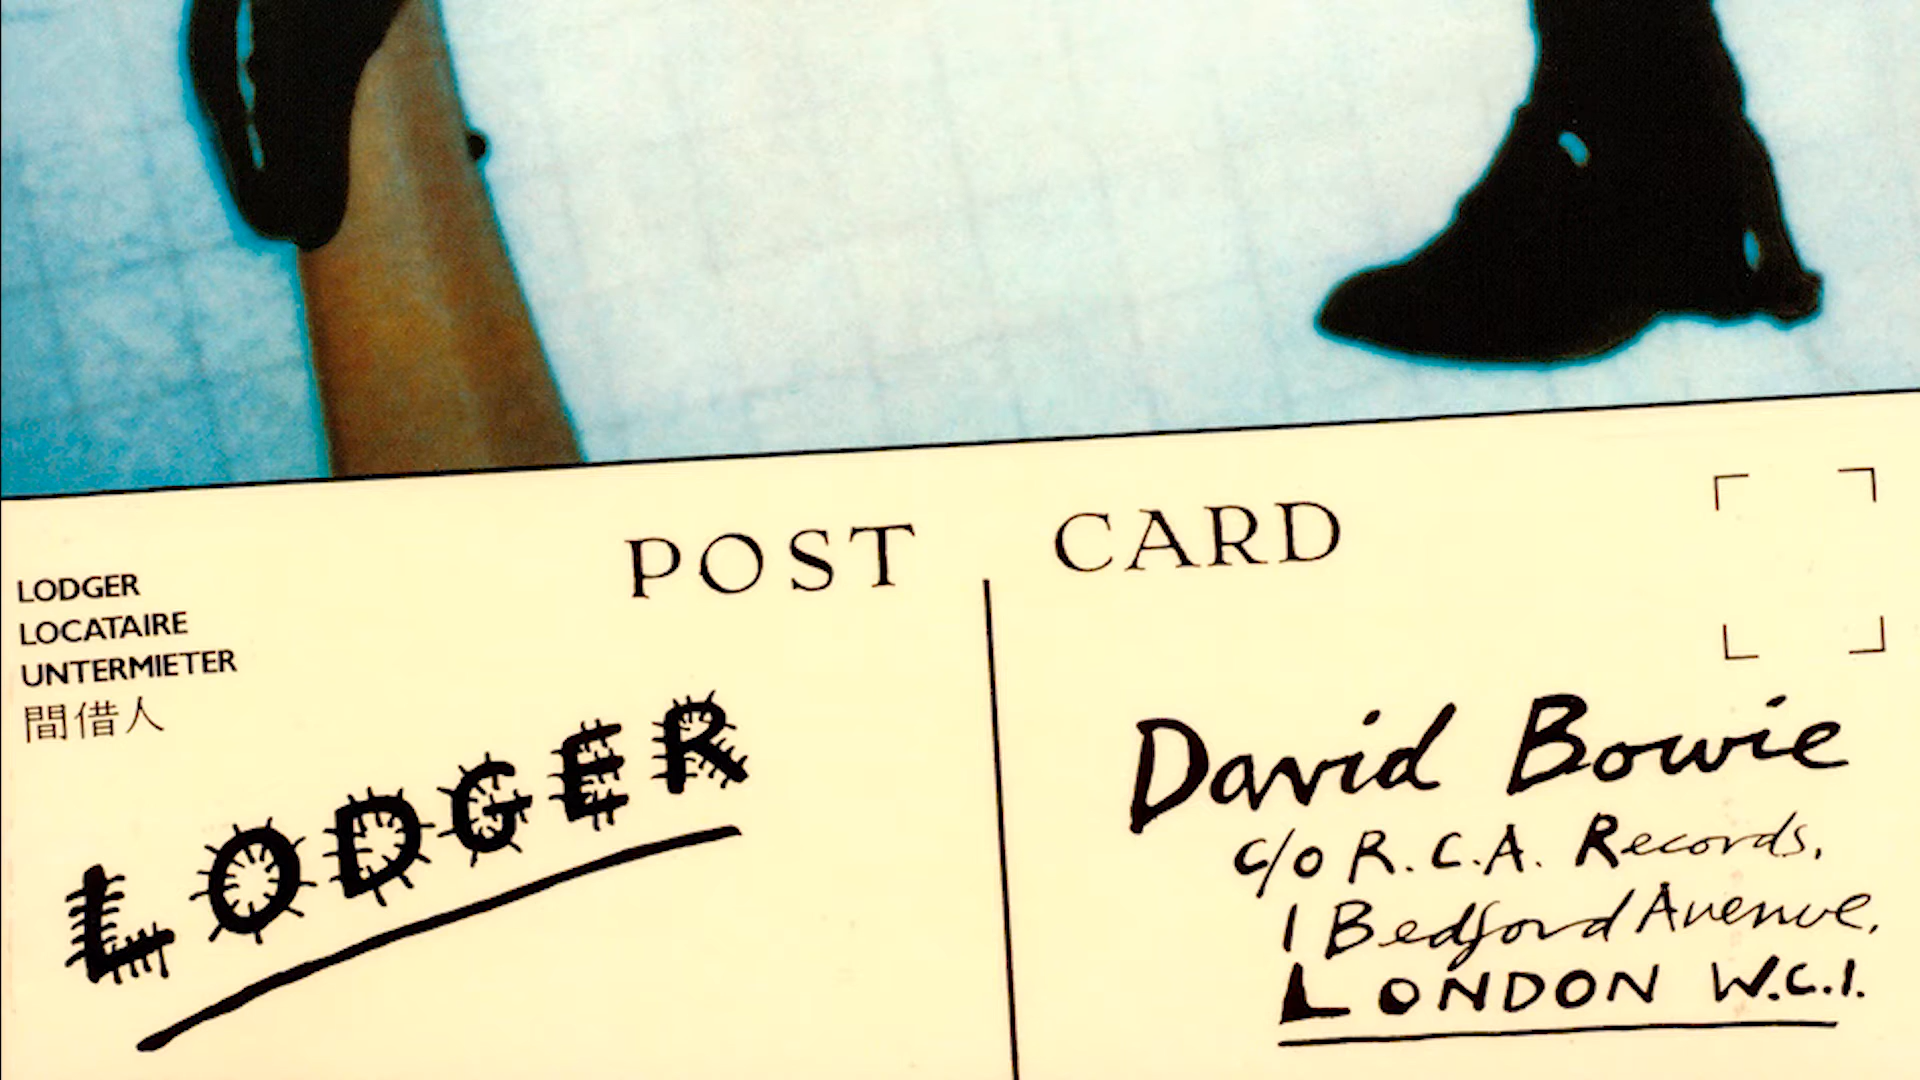 POST CARD
LODGER
LOCATAIRE
UNTERMIETER
間借人
LODGER
David Bowie
c/o R.C.A. Records,
1 Bedford Avenue,
LONDON W.C.1.